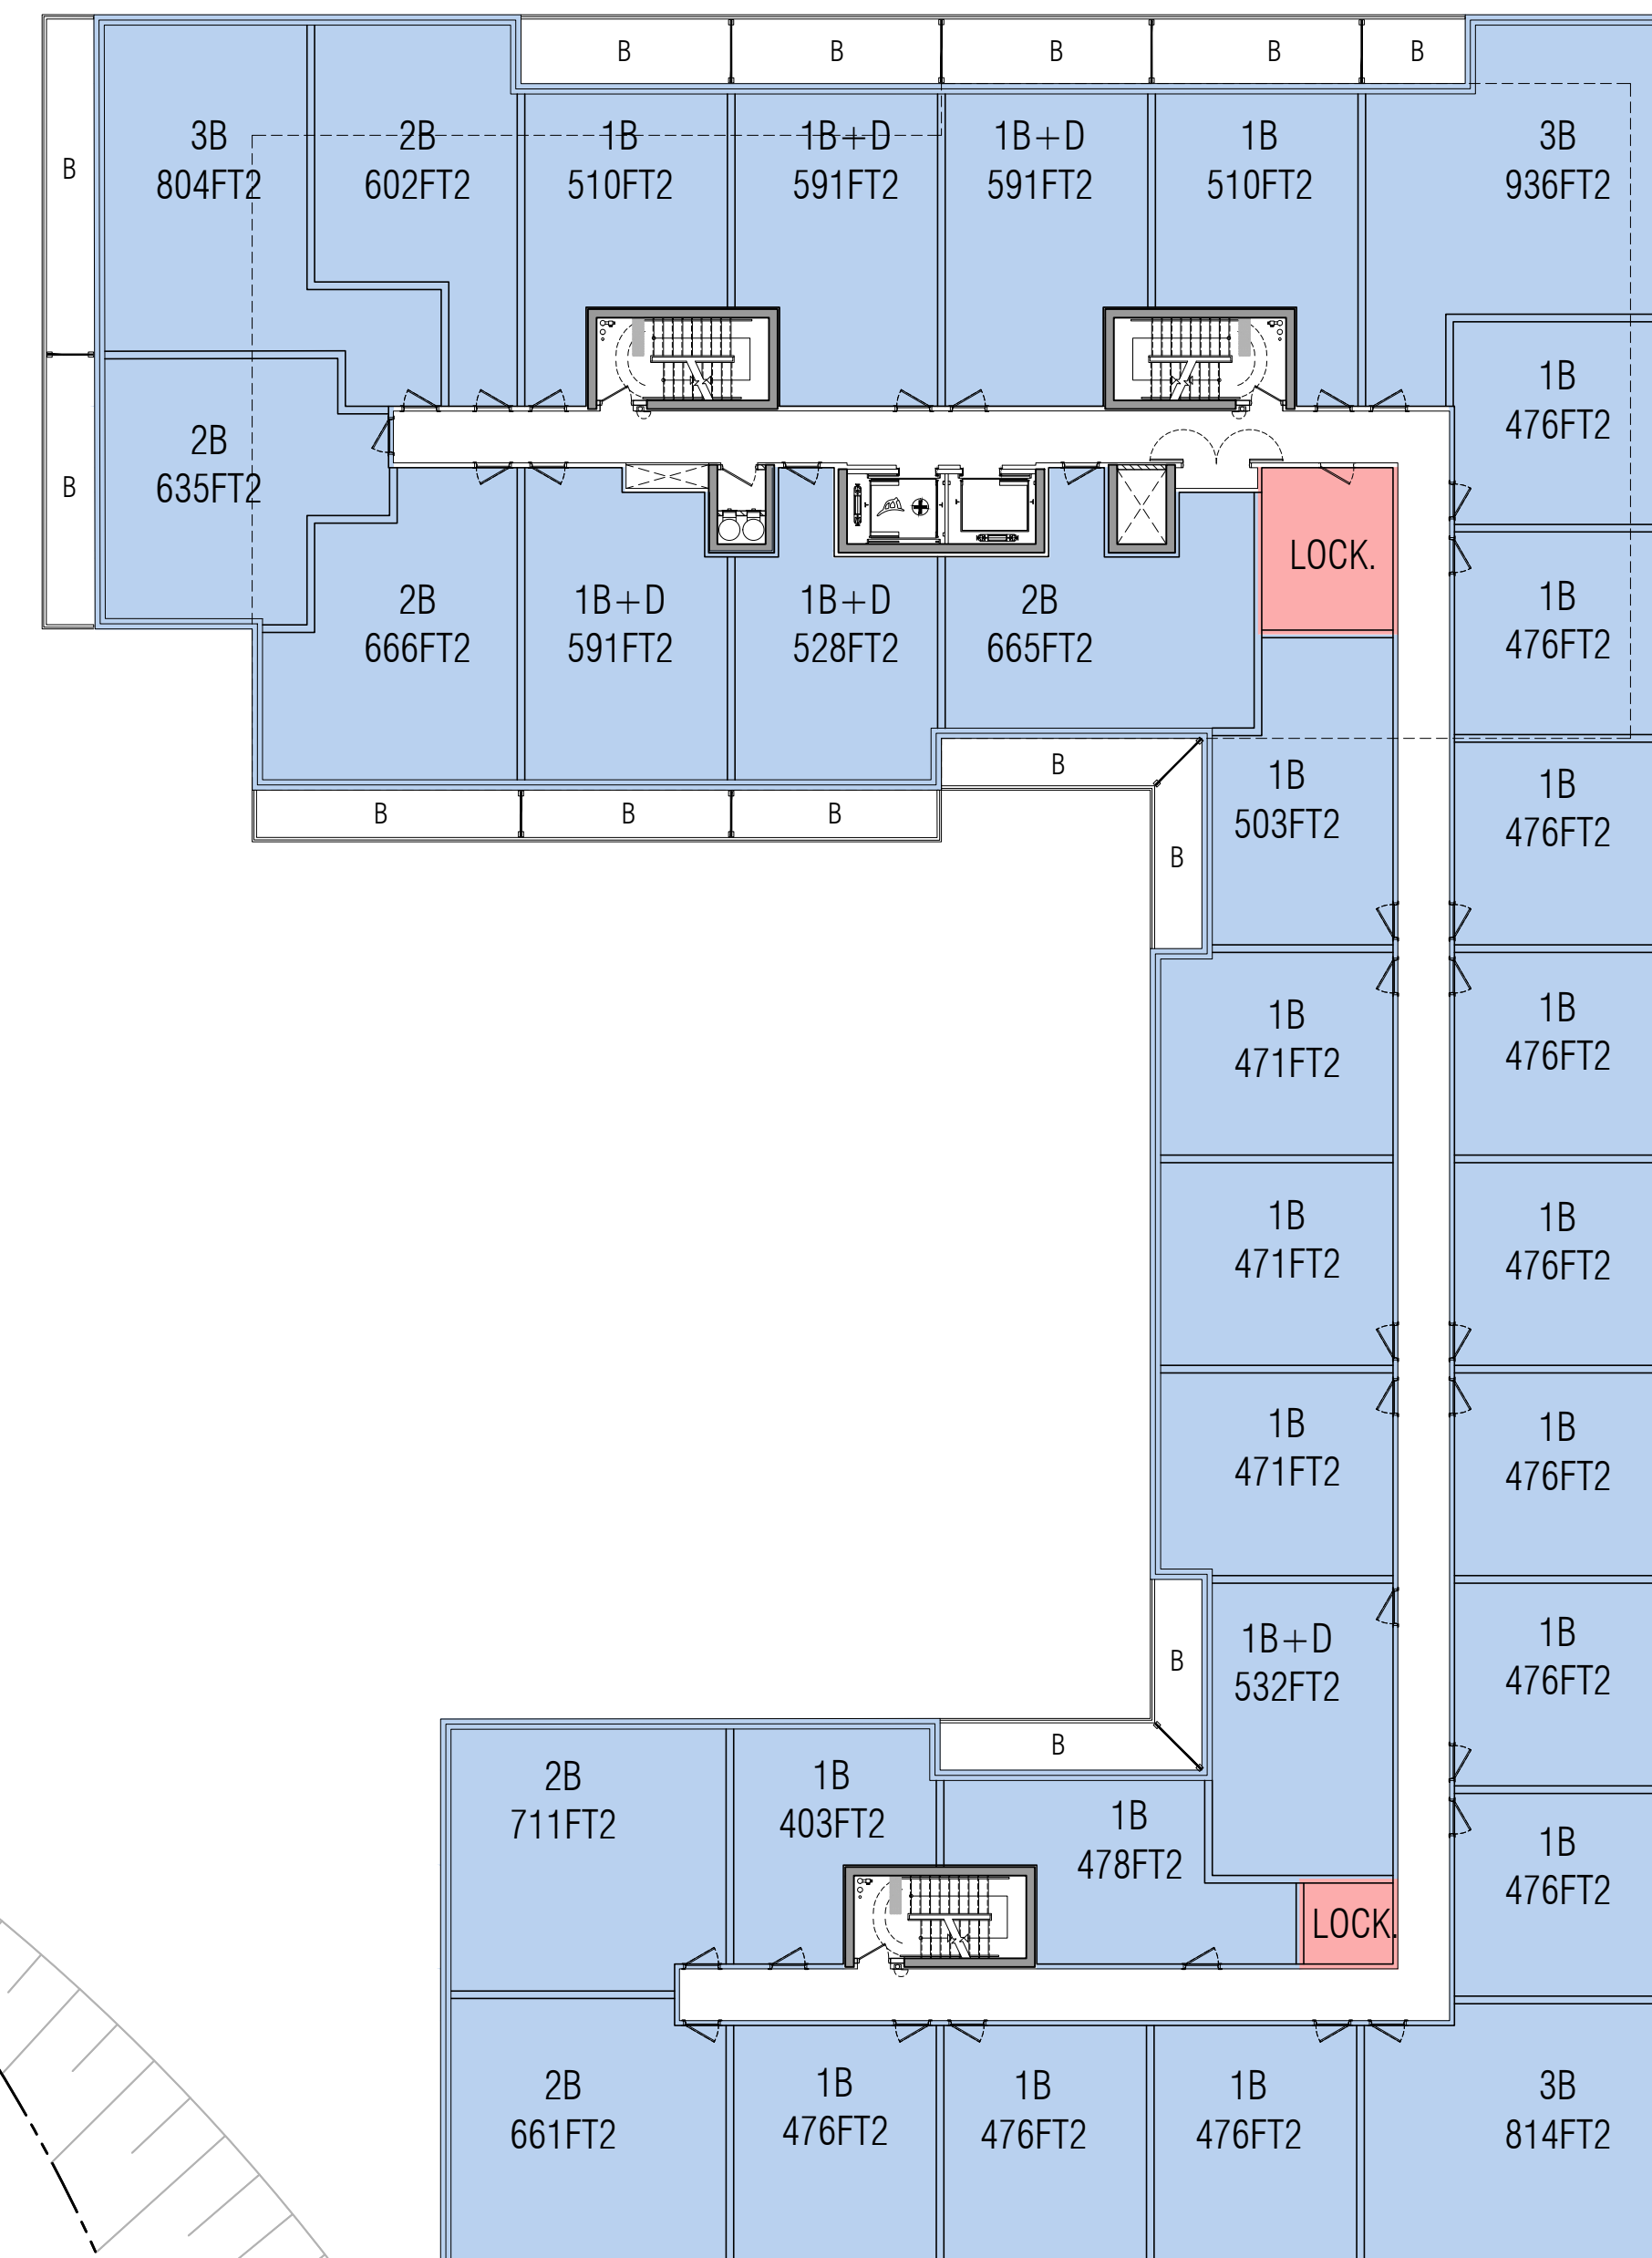 B
B
B
B
B
3B
804FT2
2B
602FT2
1B
510FT2
1B+D
591FT2
1B+D
591FT2
1B
510FT2
3B
936FT2
B
1B
476FT2
2B
635FT2
B
LOCK.
2B
666FT2
1B+D
591FT2
1B+D
528FT2
2B
665FT2
1B
476FT2
B
1B
503FT2
1B
476FT2
B
B
B
B
1B
471FT2
1B
476FT2
1B
471FT2
1B
476FT2
1B
471FT2
1B
476FT2
1B+D
532FT2
1B
476FT2
B
B
2B
711FT2
1B
403FT2
1B
478FT2
1B
476FT2
LOCK.
2B
661FT2
1B
476FT2
1B
476FT2
1B
476FT2
3B
814FT2